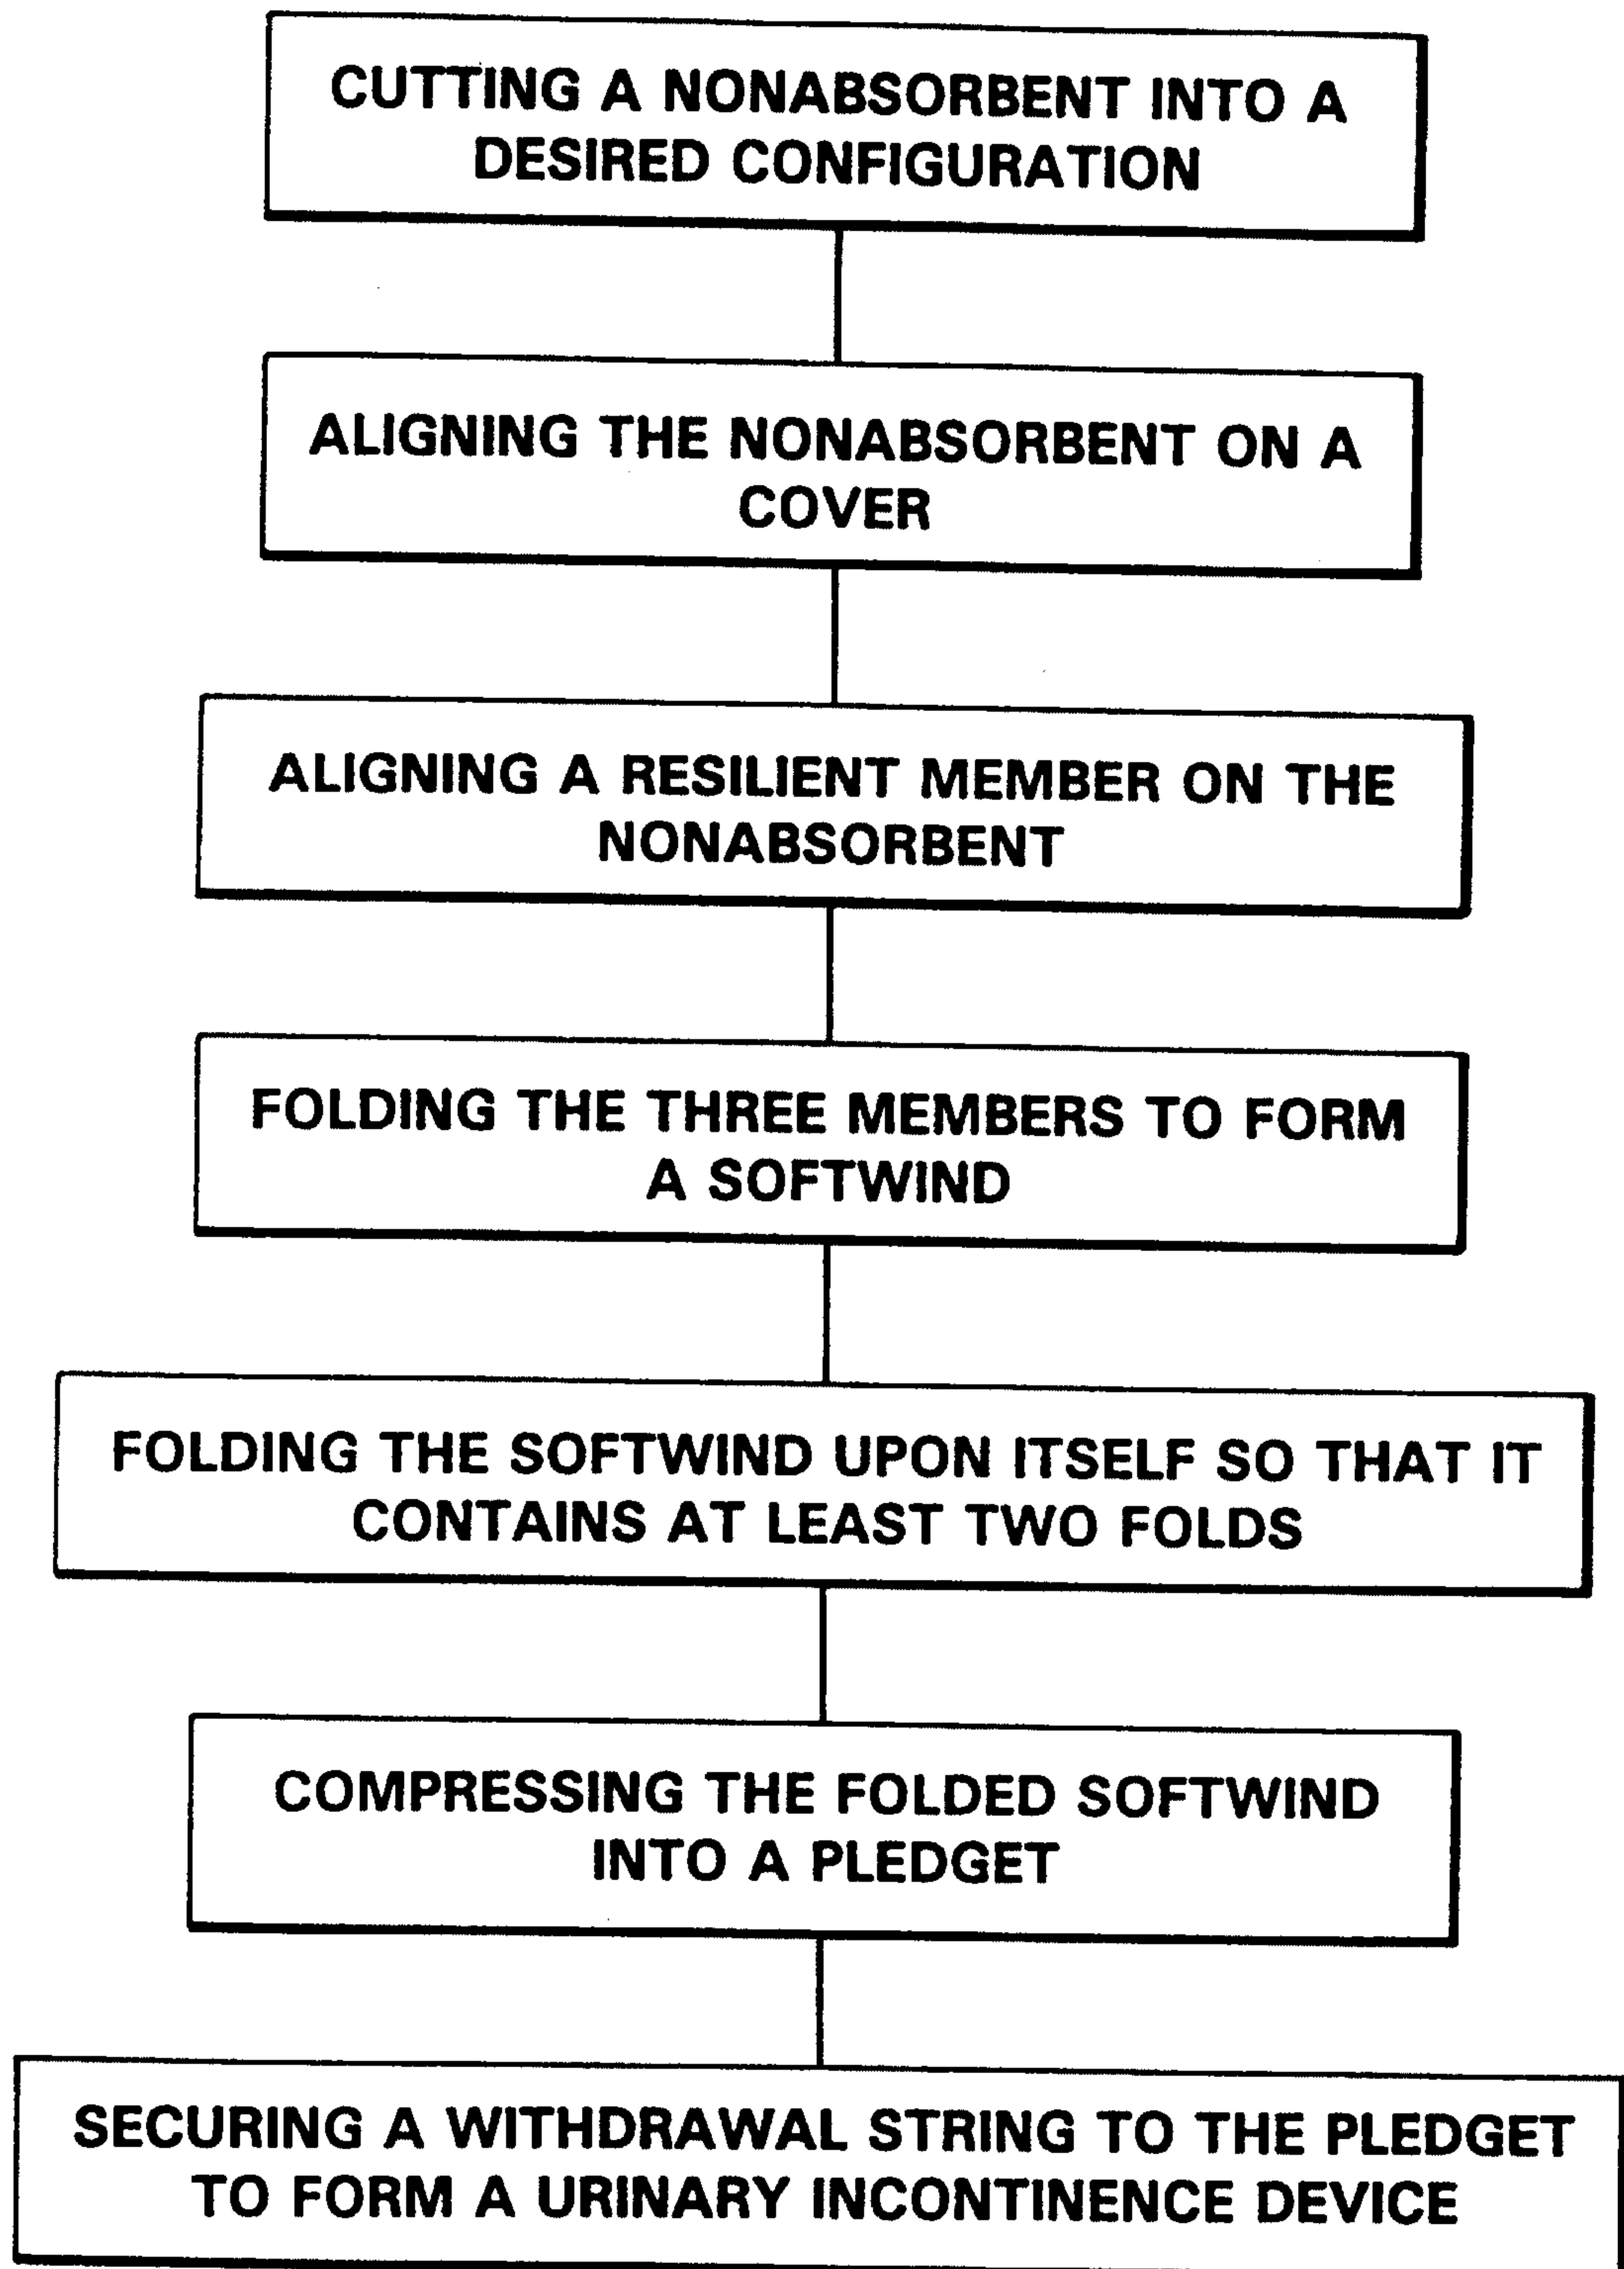 CUTTING A NONABSORBENT INTO A
DESIRED CONFIGURATION
ALIGNING THE NONABSORBENT ON A
COVER
ALIGNING A RESILIENT MEMBER ON THE
NONABSORBENT
FOLDING THE THREE MEMBERS TO FORM
A SOFTWIND
FOLDING THE SOFTWIND UPON ITSELF SO THAT IT
CONTAINS AT LEAST TWO FOLDS
COMPRESSING THE FOLDED SOFTWIND
INTO A PLEDGET
SECURING A WITHDRAWAL STRING TO THE PLEDGET
TO FORM A URINARY INCONTINENCE DEVICE